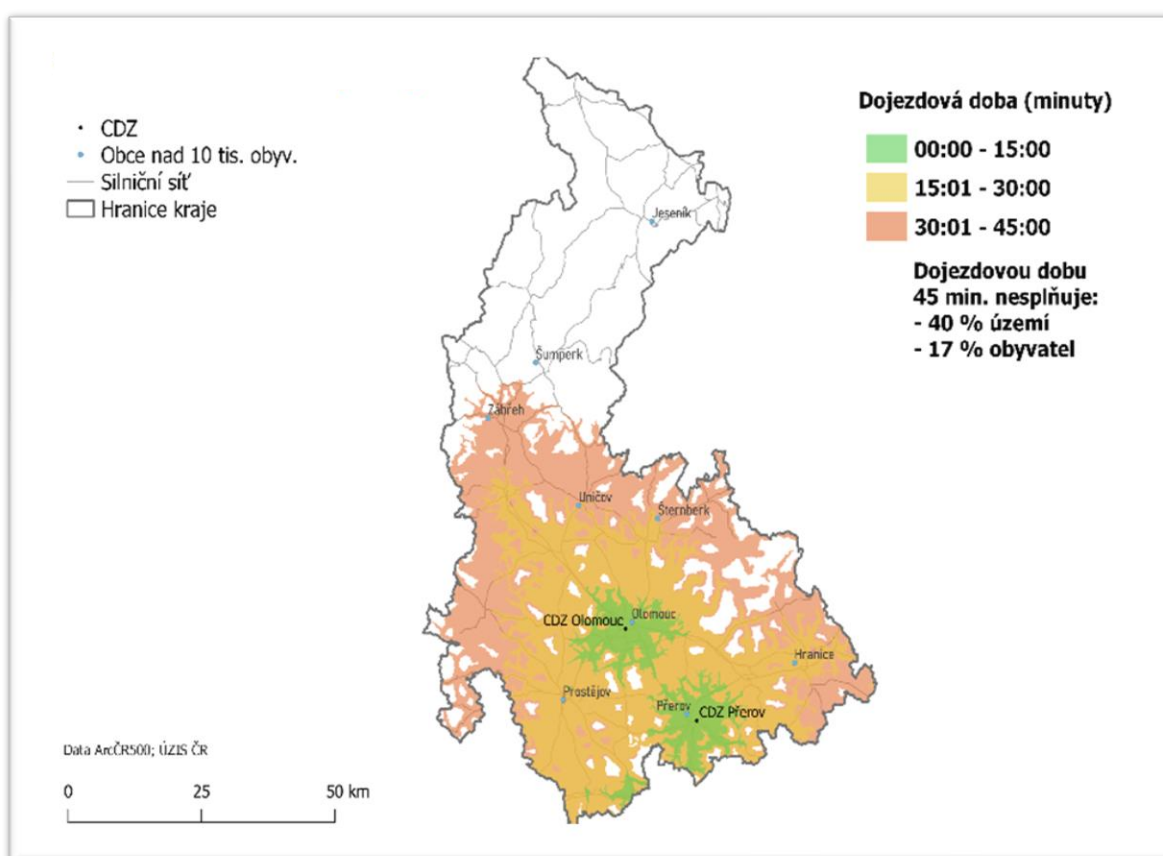 CDZ
Obce nad 10 tis. obyv.
Silniční síť
Hranice kraje
Dojezdová doba (minuty)
00:00 - 15:00
15:01 - 30:00
30:01 - 45:00
Dojezdovou dobu
45 min. nesplňuje:
- 40 % území
- 17 % obyvatel
Jeseník
Šumperk
Zábřeh
Uničov
Šternberk
CDZ Olomouc
Olomouc
Hranice
Prostějov
Přerov
CDZ Přerov
Data ArcČR500; ÚZIS ČR
0 25 50 km